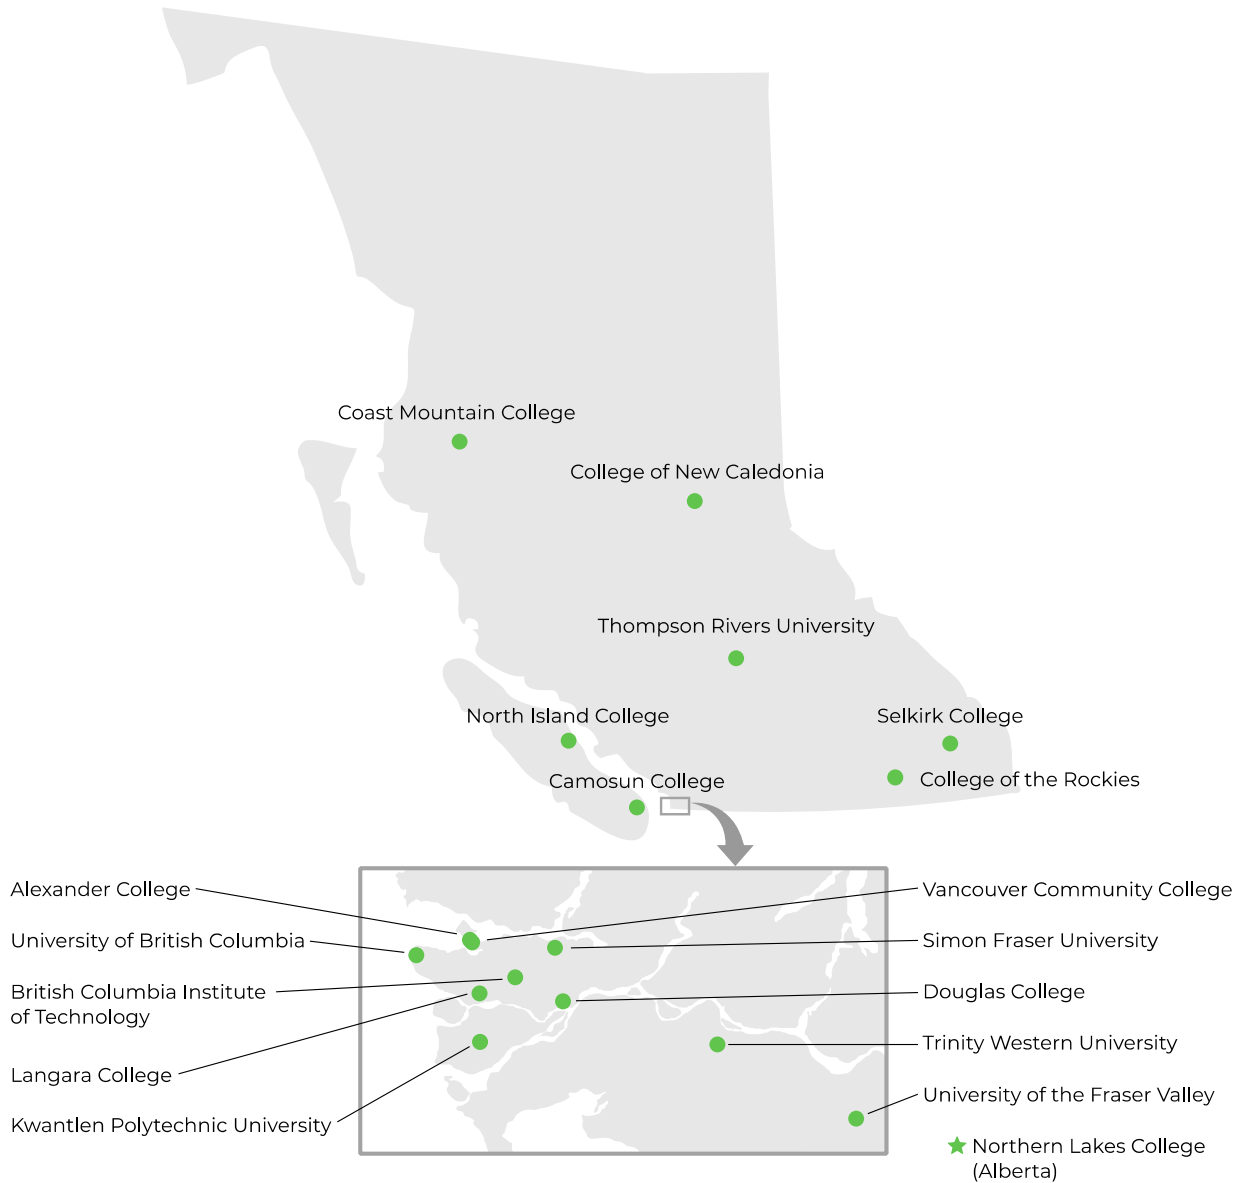 Coast Mountain College
College of New Caledonia
Thompson Rivers University
North Island College
Selkirk College
Camosun College
College of the Rockies
Alexander College
University of British Columbia
British Columbia Institute
of Technology
Langara College
Kwantlen Polytechnic University
Vancouver Community College
Simon Fraser University
Douglas College
Trinity Western University
University of the Fraser Valley
Northern Lakes College
(Alberta)